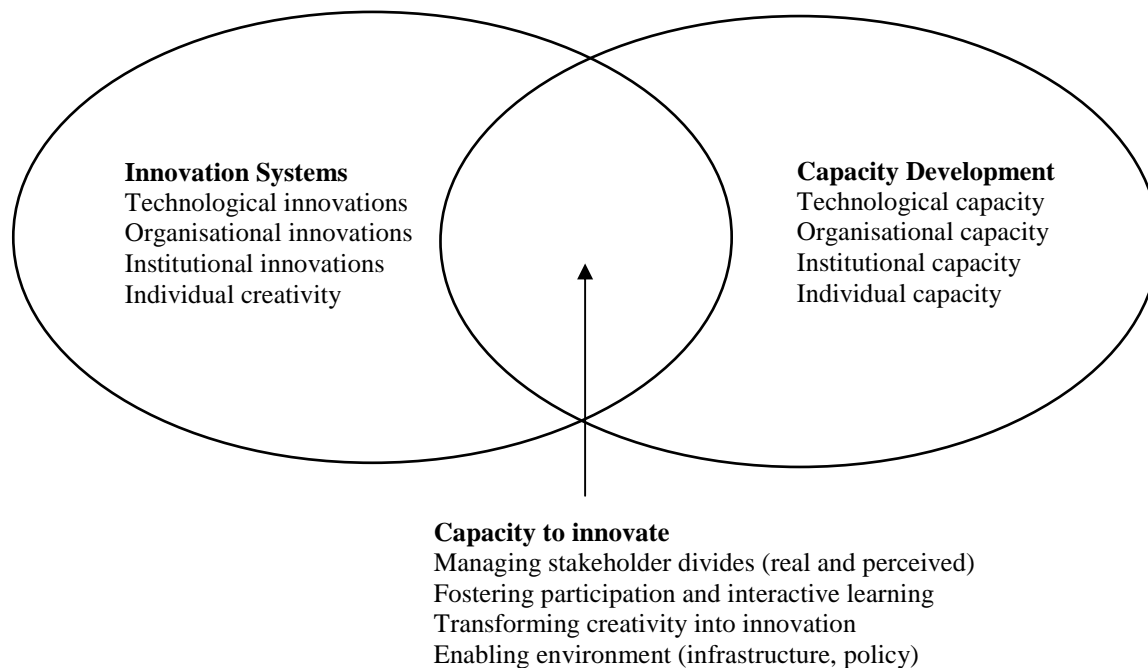 Innovation Systems
Technological innovations
Organisational innovations
Institutional innovations
Individual creativity
Capacity Development
Technological capacity
Organisational capacity
Institutional capacity
Individual capacity
Capacity to innovate
Managing stakeholder divides (real and perceived)
Fostering participation and interactive learning
Transforming creativity into innovation
Enabling environment (infrastructure, policy)